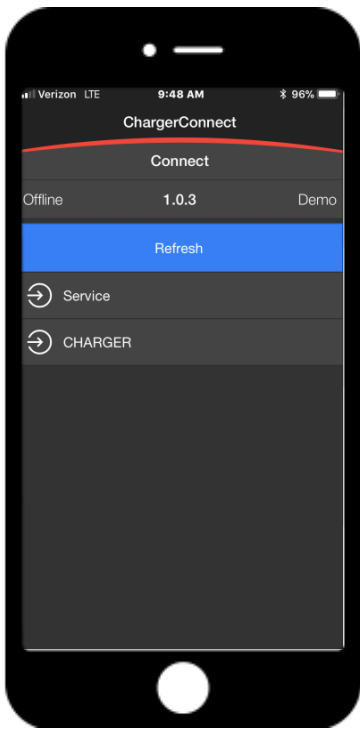 Verizon LTE 9:48 AM 96%
ChargerConnect
Connect
Offline 1.0.3 Demo
Refresh
Service
CHARGER